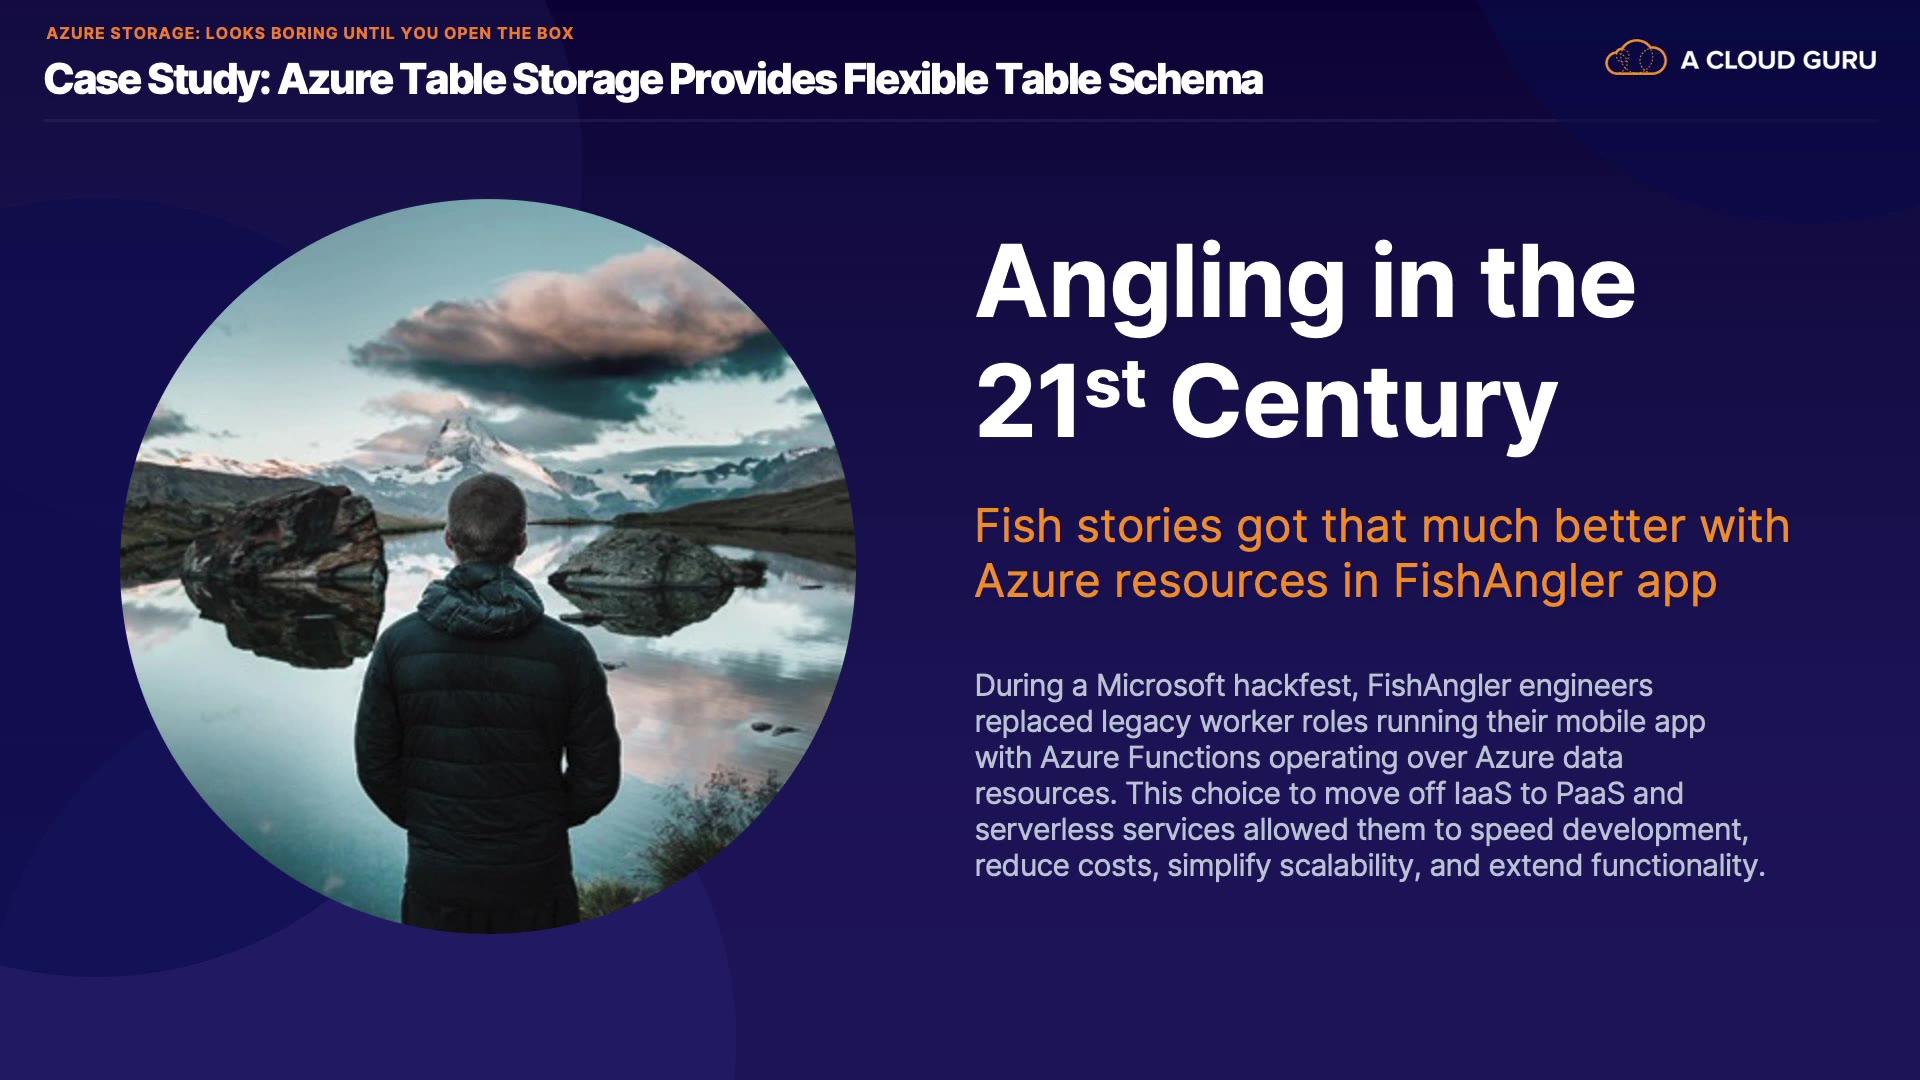 AZURE STORAGE: LOOKS BORING UNTIL YOU OPEN THE BOX
Case Study: Azure Table Storage Provides Flexible Table Schema
A CLOUD GURU
Angling in the
21st Century
Fish stories got that much better with
Azure resources in FishAngler app
During a Microsoft hackfest, FishAngler engineers
replaced legacy worker roles running their mobile app
with Azure Functions operating over Azure data
resources. This choice to move off IaaS to PaaS and
serverless services allowed them to speed development,
reduce costs, simplify scalability, and extend functionality.